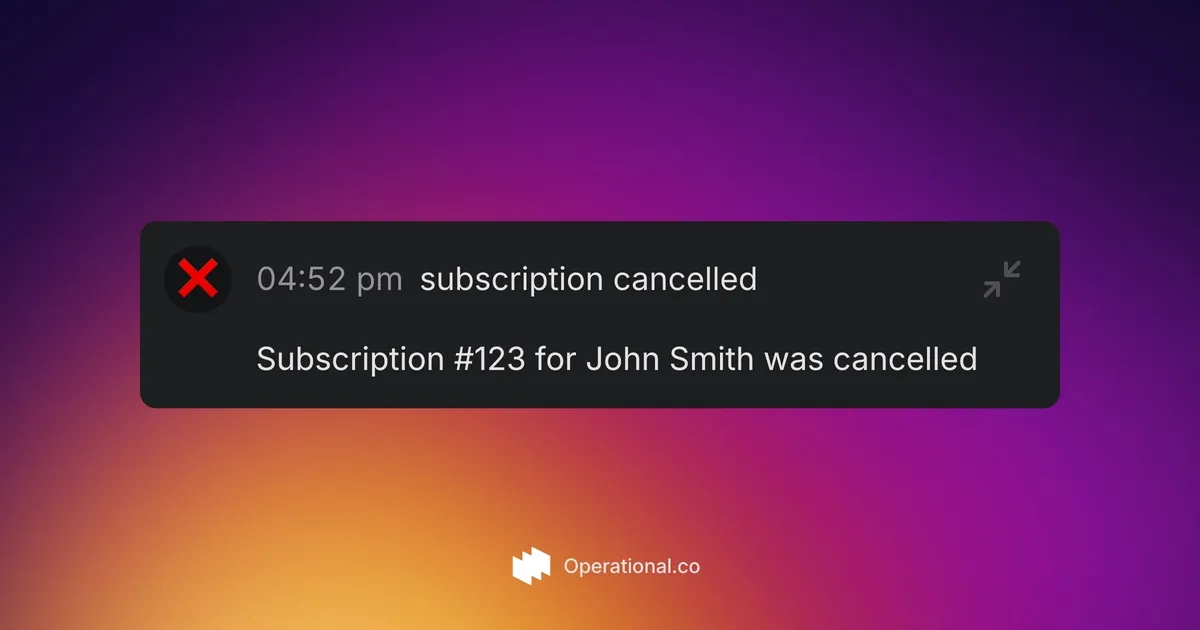 04:52 pm subscription cancelled
Subscription #123 for John Smith was cancelled
Operational.co